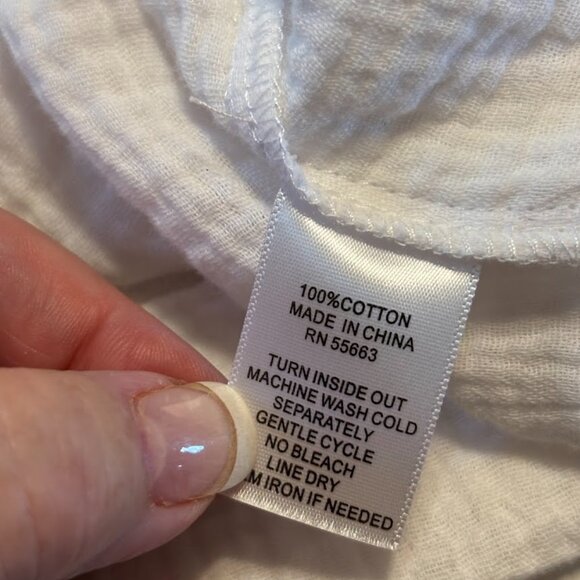 100%COTTON
MADE IN CHINA
RN 55663
TURN INSIDE OUT
MACHINE WASH COLD
SEPARATELY
GENTLE CYCLE
NO BLEACH
LINE DRY
IRON IF NEEDED